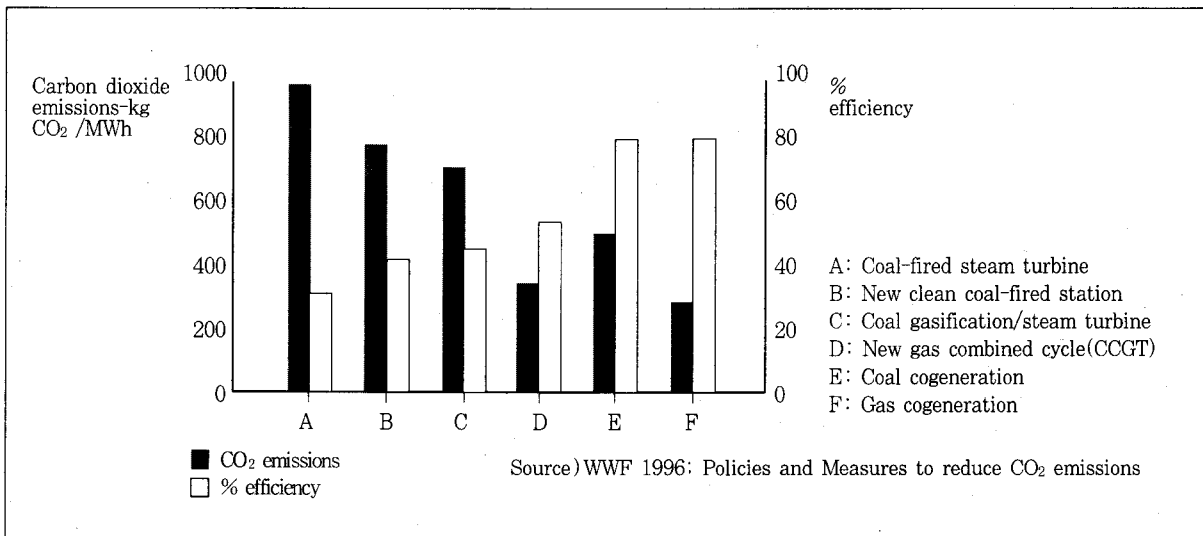 Carbon dioxide
emissions-kg
CO₂ /MWh
1000
800
600
400
200
0
100
80
60
40
20
0
%
efficiency
A B C D E F
A: Coal-fired steam turbine
B: New clean coal-fired station
C: Coal gasification/steam turbine
D: New gas combined cycle(CCGT)
E: Coal cogeneration
F: Gas cogeneration
CO₂ emissions
% efficiency
Source) WWF 1996; Policies and Measures to reduce CO₂ emissions